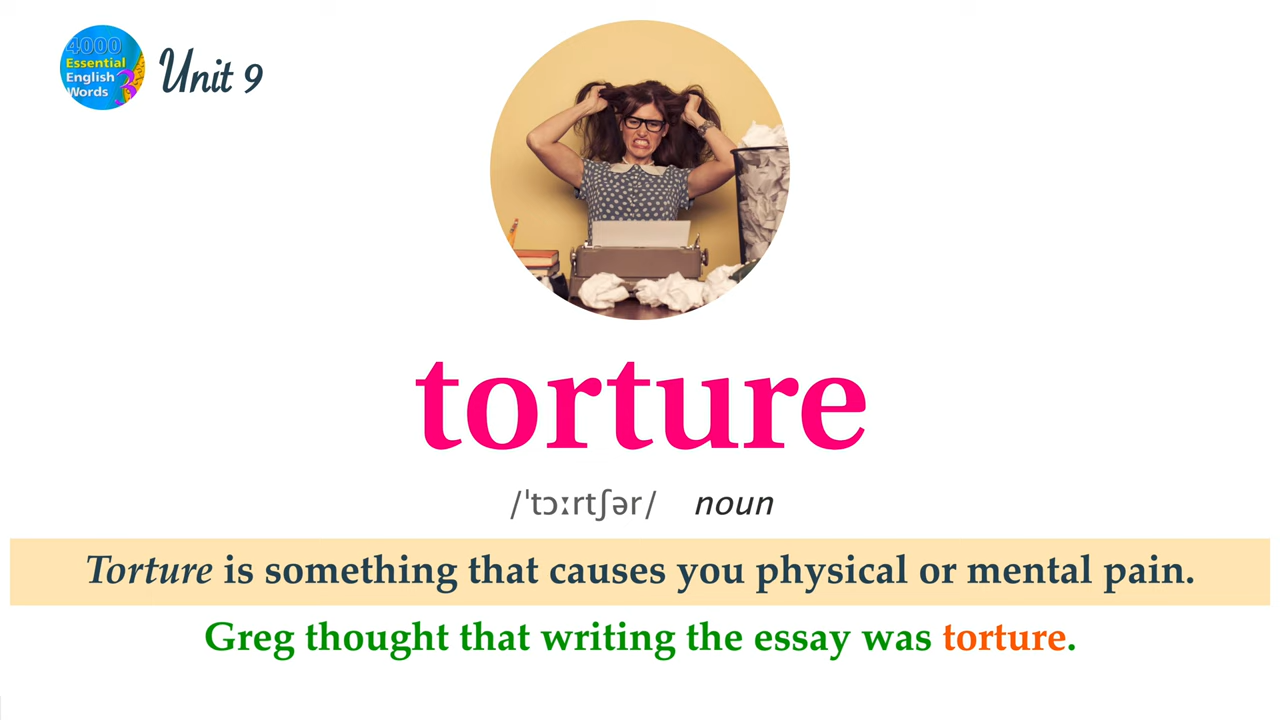 4000
Essential
English
Words 3
Unit 9
torture
/ˈtɔːrtʃər/ noun
Torture is something that causes you physical or mental pain.
Greg thought that writing the essay was torture.